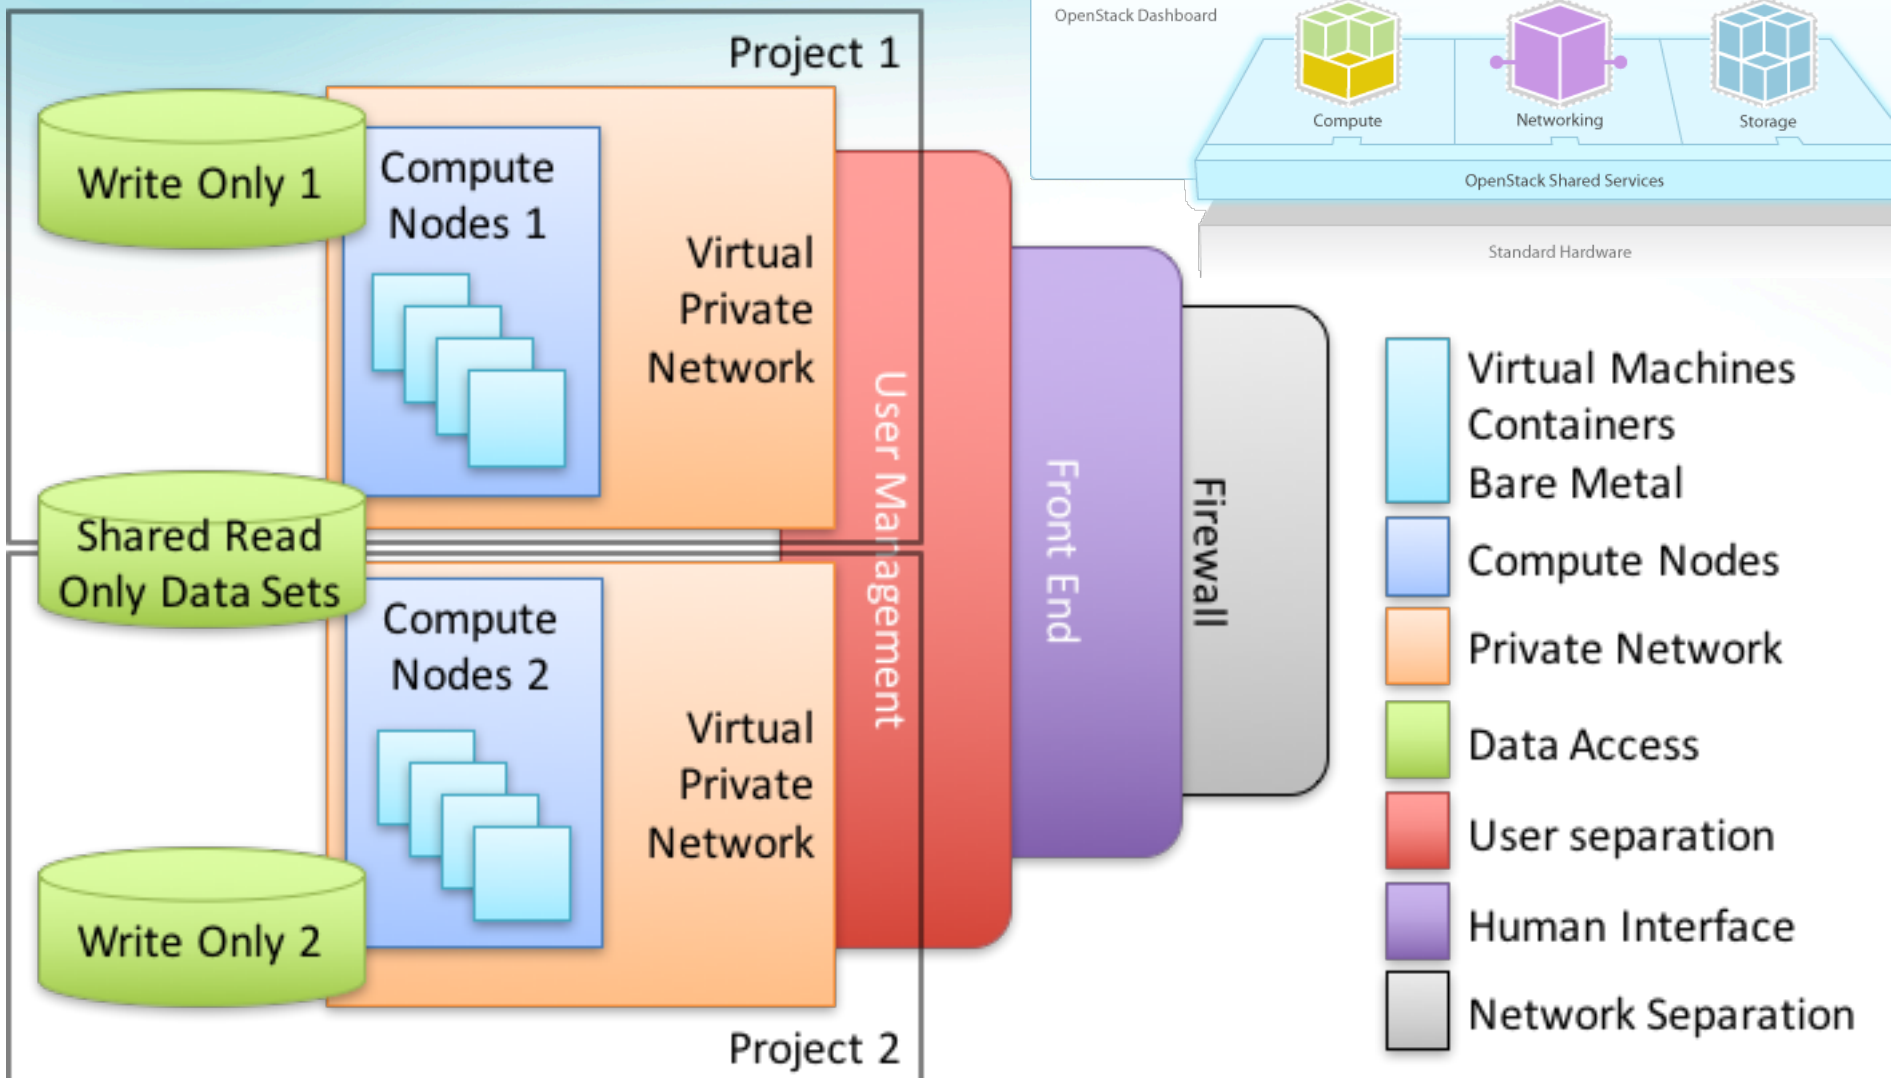 Project 1
Write Only 1
Compute
Nodes 1
Virtual
Private
Network
Shared Read
Only Data Sets
Compute
Nodes 2
Virtual
Private
Network
Write Only 2
Project 2
User Management
Front End
Firewall
OpenStack Dashboard
Compute
Networking
Storage
OpenStack Shared Services
Standard Hardware
Virtual Machines
Containers
Bare Metal
Compute Nodes
Private Network
Data Access
User separation
Human Interface
Network Separation